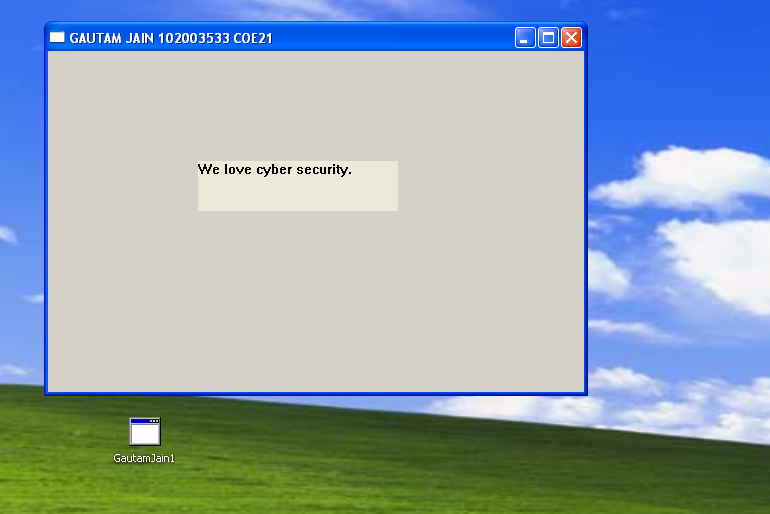 GAUTAM JAIN 102003533 COE21
We love cyber security.
GautamJain1